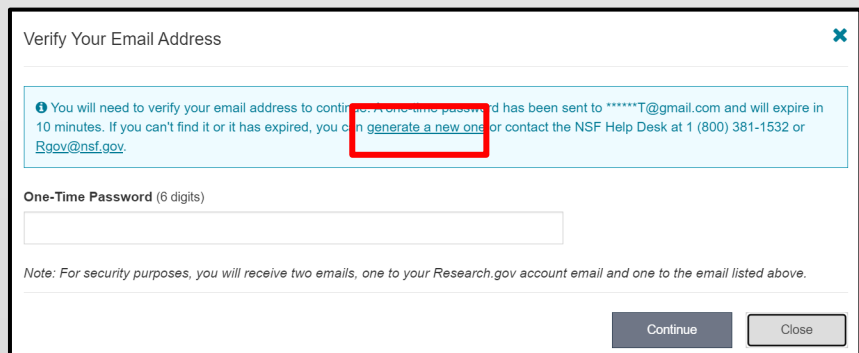 Verify Your Email Address
You will need to verify your email address to continue. A one-time password has been sent to ******T@gmail.com and will expire in
10 minutes. If you can't find it or it has expired, you can generate a new one or contact the NSF Help Desk at 1 (800) 381-1532 or
Rgov@nsf.gov.
One-Time Password (6 digits)
Note: For security purposes, you will receive two emails, one to your Research.gov account email and one to the email listed above.
Continue Close